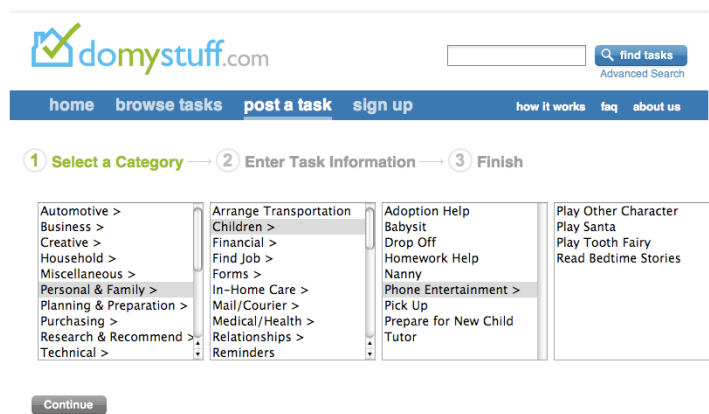 domystuff.com
find tasks
Advanced Search
home browse tasks post a task sign up how it works faq about us
1 Select a Category → 2 Enter Task Information → 3 Finish
Automotive >
Business >
Creative >
Household >
Miscellaneous >
Personal & Family >
Planning & Preparation >
Purchasing >
Research & Recommend >
Technical >
Arrange Transportation
Children >
Financial >
Find Job >
Forms >
In-Home Care >
Mail/Courier >
Medical/Health >
Relationships >
Reminders
Adoption Help
Babysit
Drop Off
Homework Help
Nanny
Phone Entertainment >
Pick Up
Prepare for New Child
Tutor
Play Other Character
Play Santa
Play Tooth Fairy
Read Bedtime Stories
Continue